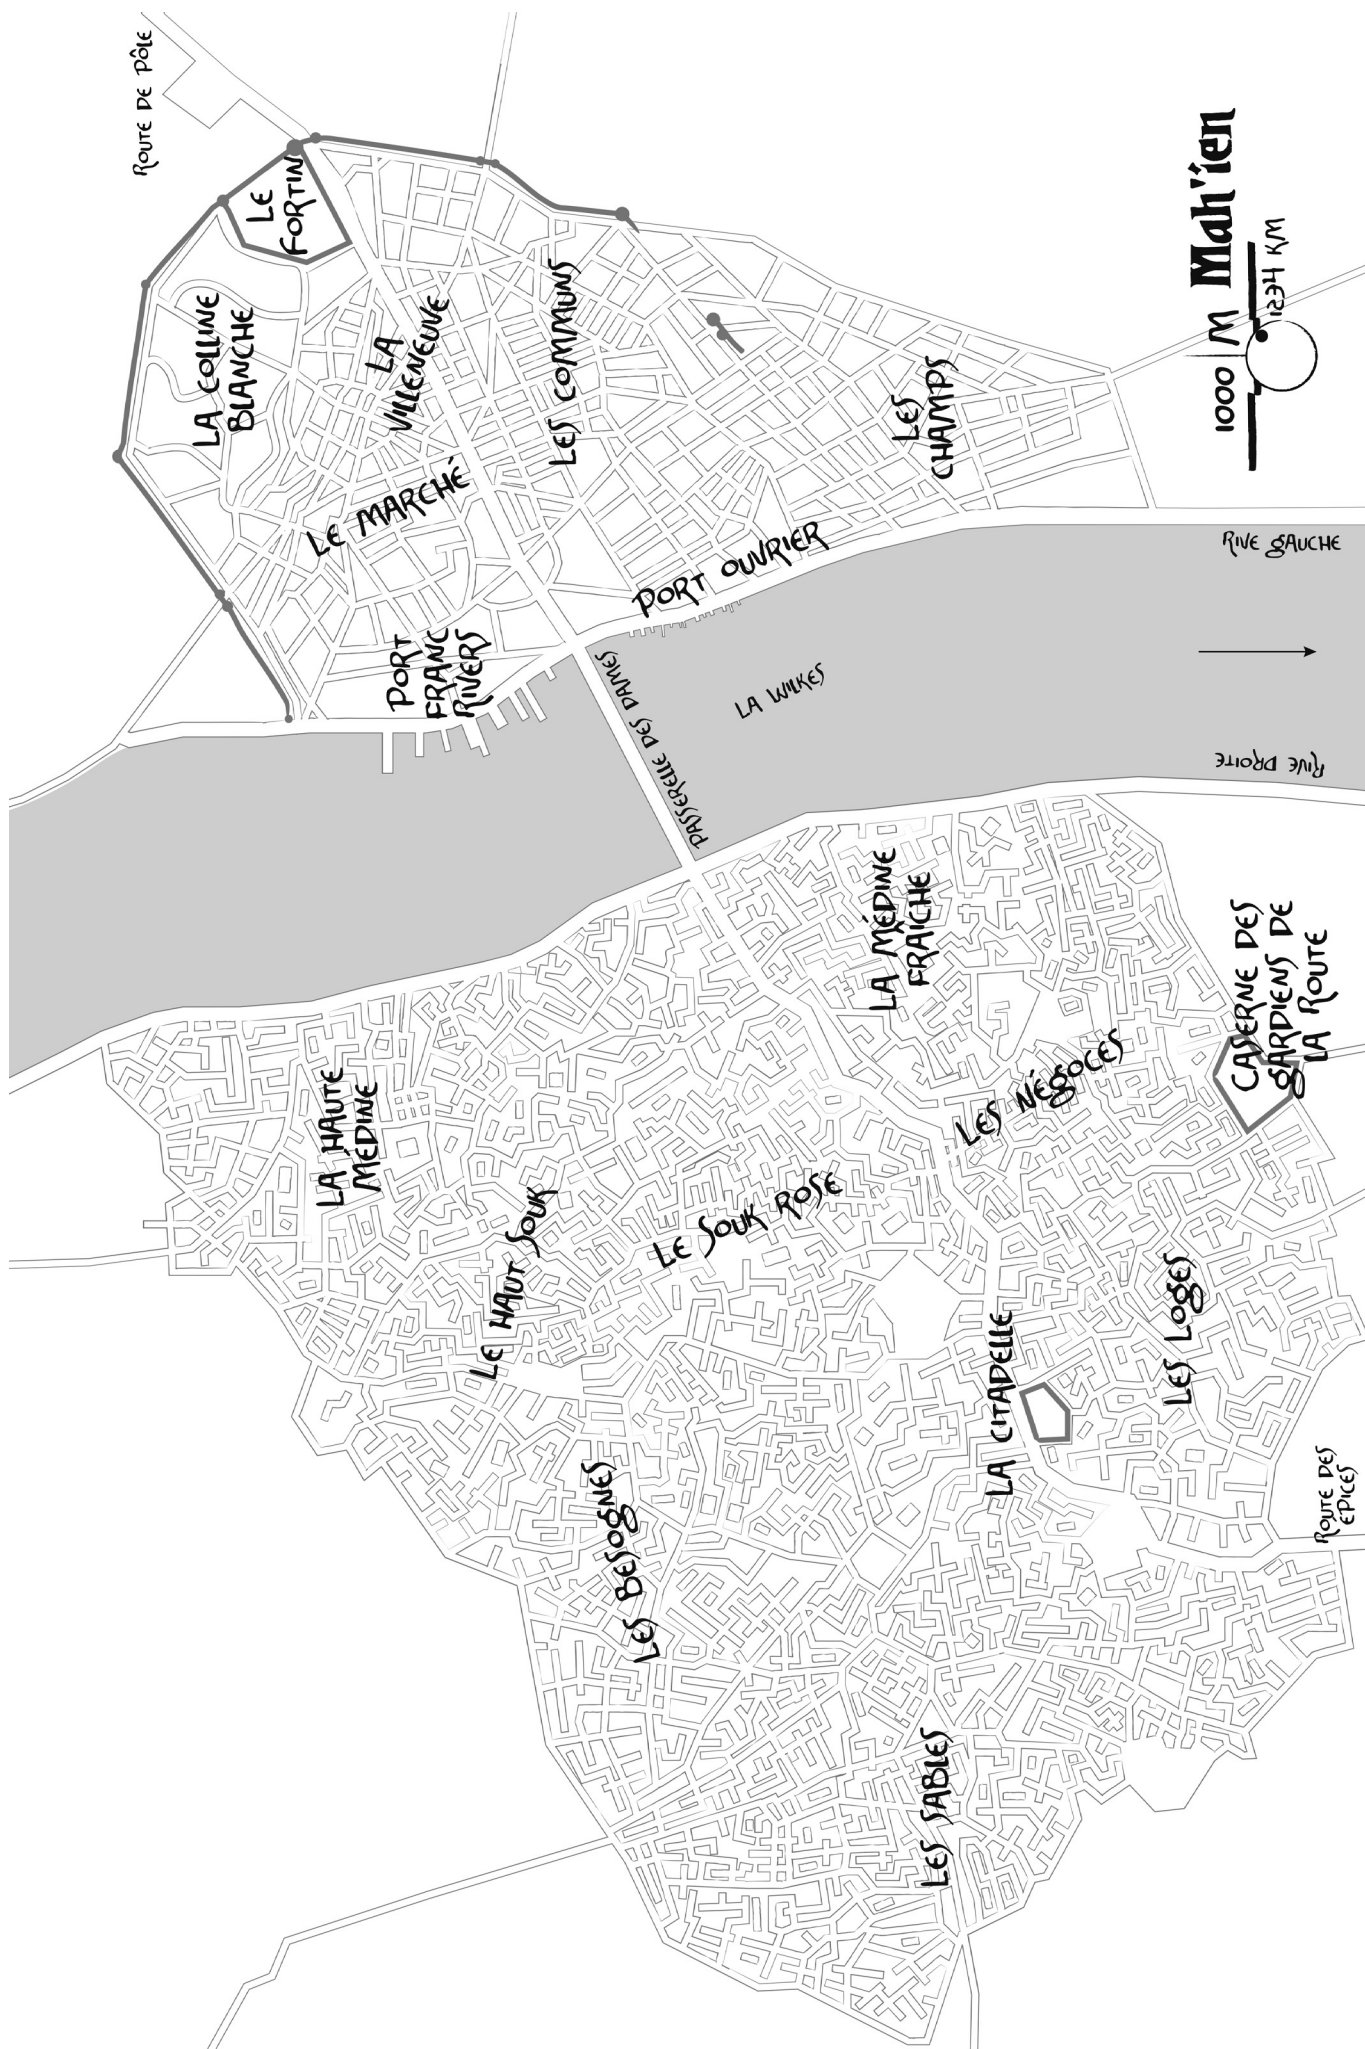 ROUTE DE PÔLE
LE
FORTIN
LA COLLINE
BLANCHE
LA
VILLENEUVE
LES COMMUNS
LE MARCHÉ
LES
CHAMPS
Mah'ien
1000 M
1234 KM
PORT
FRANC
RIVERS
PORT OUVRIER
RIVE gAUCHE
PASSERELLE DES DAMES
LA WILKES
RIVE DROITE
LA MÉDINE
FRAICHE
CASERNE DES
gARDIENS DE
LA ROUTE
LA HAUTE
MÉDINE
LES NÉgOCES
LE HAUT SOUK
LE SOUK ROSE
LES LOgES
LA CITADELLE
LES BESOgNES
ROUTE DES
EPICES
LES SABLES